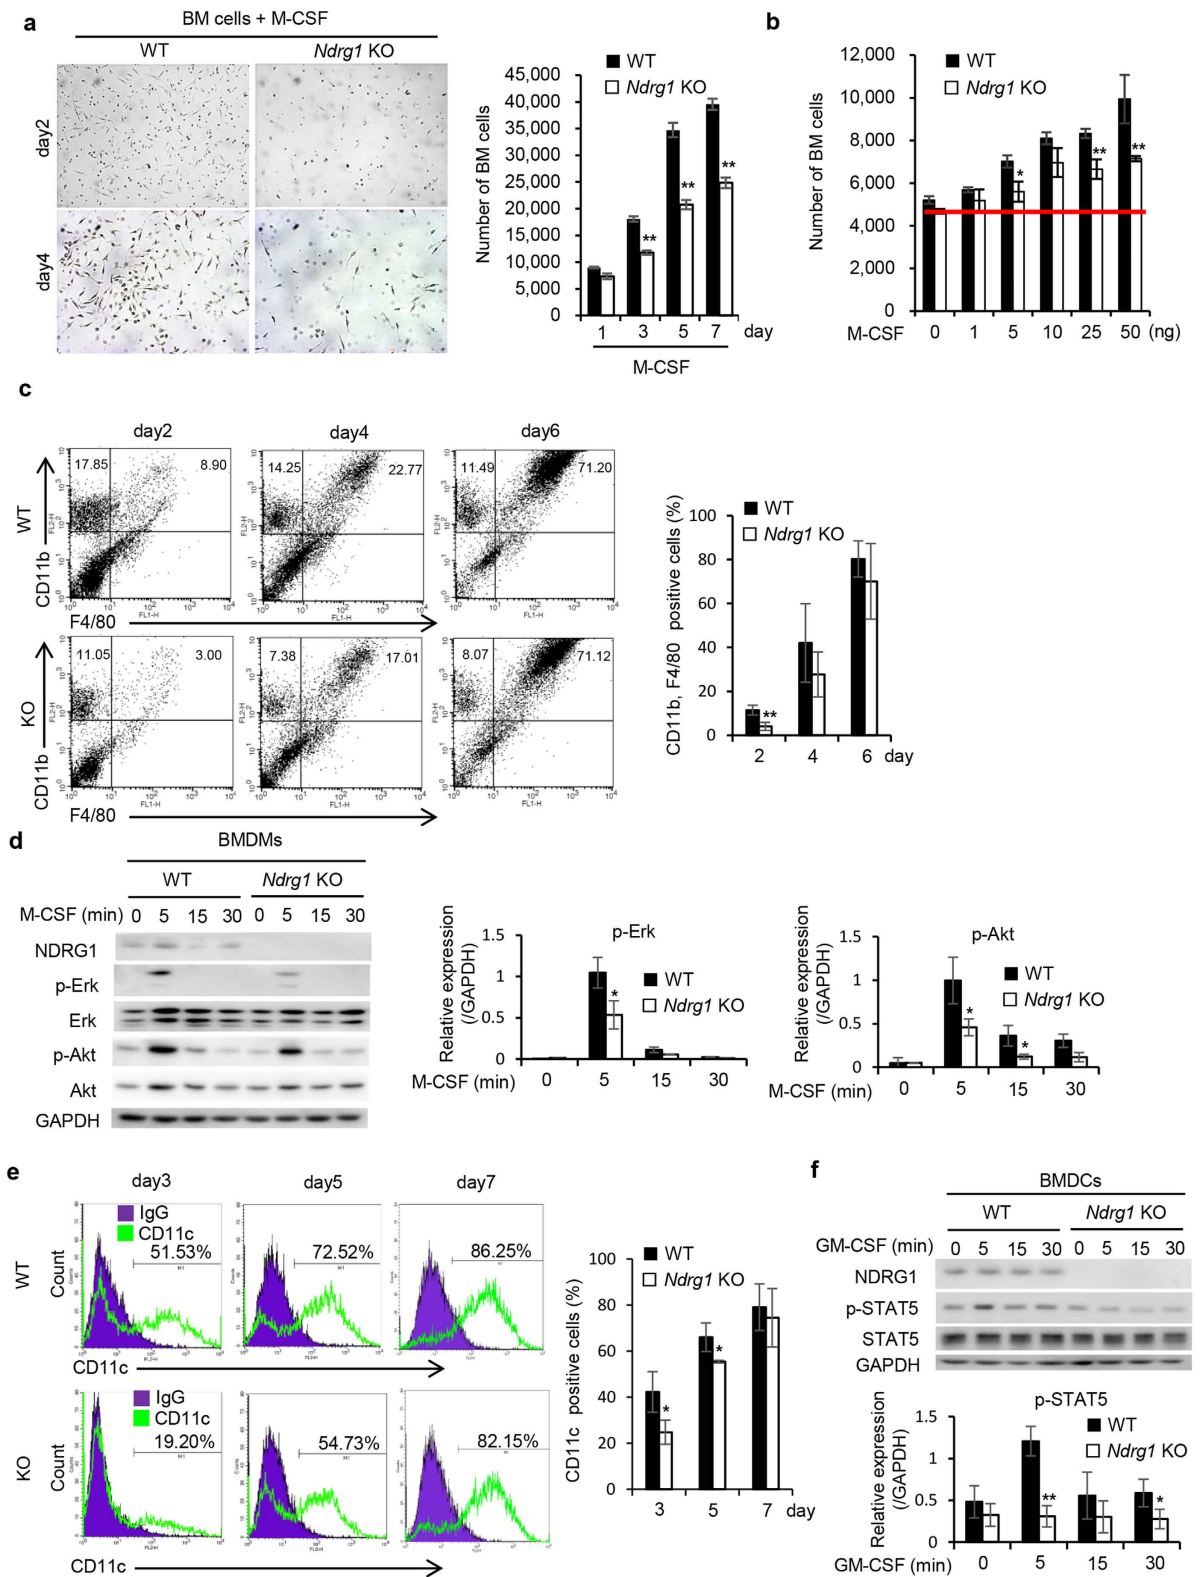 a
BM cells + M-CSF
WT
Ndrg1 KO
day2
day4
Number of BM cells
45,000
40,000
35,000
30,000
25,000
20,000
15,000
10,000
5,000
0
WT
Ndrg1 KO
**
**
**
1 3 5 7 day
M-CSF
b
Number of BM cells
12,000
10,000
8,000
6,000
4,000
2,000
0
WT
Ndrg1 KO
*
**
**
M-CSF 0 1 5 10 25 50 (ng)
c
day2 day4 day6
WT
CD11b
FL2-H
17.85 8.90
14.25 22.77
11.49 71.20
FL1-H
F4/80
KO
CD11b
FL2-H
11.05 3.00
7.38 17.01
8.07 71.12
FL1-H
F4/80
CD11b, F4/80 positive cells (%)
100
80
60
40
20
0
WT
Ndrg1 KO
**
2 4 6 day
d
BMDMs
WT Ndrg1 KO
M-CSF (min) 0 5 15 30 0 5 15 30
NDRG1
p-Erk
Erk
p-Akt
Akt
GAPDH
p-Erk
Relative expression
(/GAPDH)
1.5
1
0.5
0
WT
Ndrg1 KO
*
M-CSF (min) 0 5 15 30
p-Akt
Relative expression
(/GAPDH)
1.5
1
0.5
0
WT
Ndrg1 KO
*
*
M-CSF (min) 0 5 15 30
e
day3 day5 day7
WT
Count
IgG
CD11c
51.53%
72.52%
86.25%
M1
FL2-H
CD11c
KO
Count
IgG
CD11c
19.20%
54.73%
82.15%
M1
FL2-H
CD11c
CD11c positive cells (%)
100
80
60
40
20
0
WT
Ndrg1 KO
*
*
3 5 7 day
f
BMDCs
WT Ndrg1 KO
GM-CSF (min) 0 5 15 30 0 5 15 30
NDRG1
p-STAT5
STAT5
GAPDH
p-STAT5
Relative expression
(/GAPDH)
1.5
1
0.5
0
WT
Ndrg1 KO
**
*
GM-CSF (min) 0 5 15 30